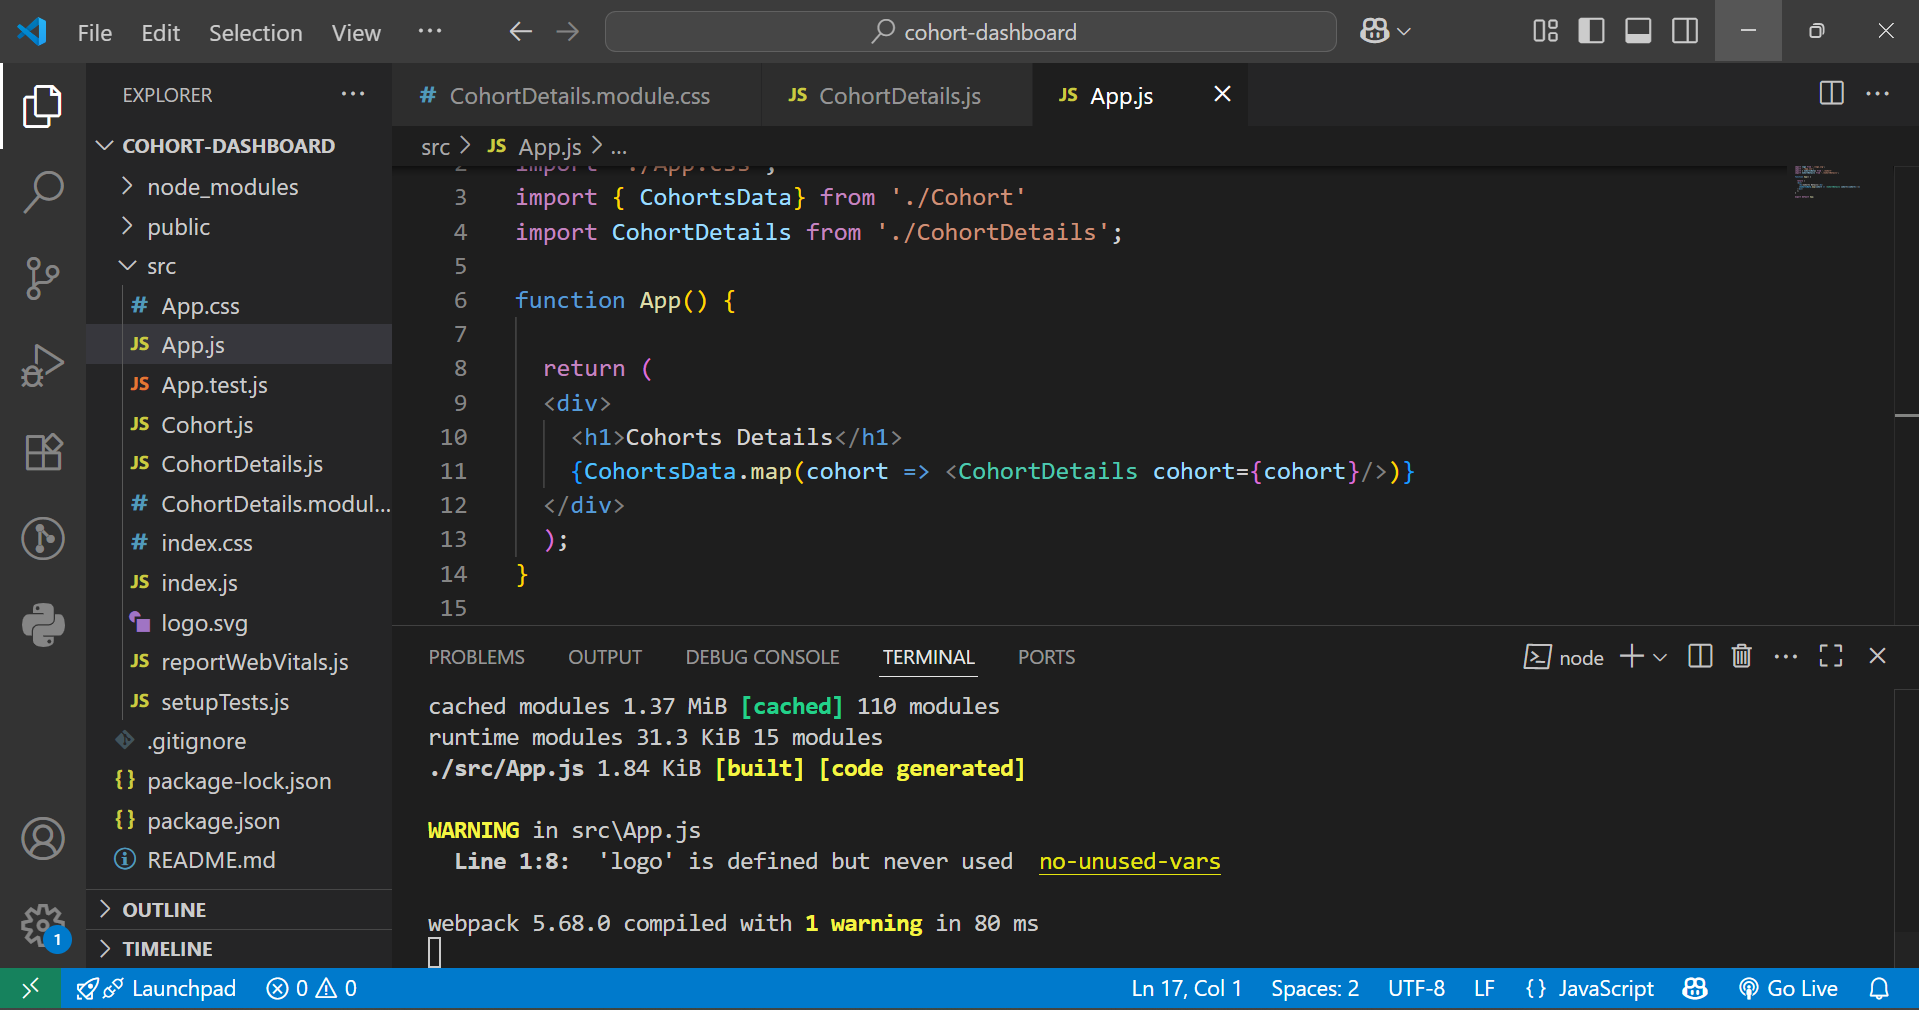 File Edit Selection View ··· cohort-dashboard
EXPLORER ···
# CohortDetails.module.css JS CohortDetails.js JS App.js
COHORT-DASHBOARD
node_modules
public
src
# App.css
JS App.js
JS App.test.js
JS Cohort.js
JS CohortDetails.js
# CohortDetails.modul...
# index.css
JS index.js
logo.svg
JS reportWebVitals.js
JS setupTests.js
.gitignore
{} package-lock.json
{} package.json
README.md
OUTLINE
TIMELINE
src > JS App.js > ...
2 import './App.css';
3 import { CohortsData} from './Cohort'
4 import CohortDetails from './CohortDetails';
5
6 function App() {
7
8 return (
9 <div>
10 <h1>Cohorts Details</h1>
11 {CohortsData.map(cohort => <CohortDetails cohort={cohort}/>)}
12 </div>
13 );
14 }
15
PROBLEMS OUTPUT DEBUG CONSOLE TERMINAL PORTS node
cached modules 1.37 MiB [cached] 110 modules
runtime modules 31.3 KiB 15 modules
./src/App.js 1.84 KiB [built] [code generated]
WARNING in src\App.js
Line 1:8: 'logo' is defined but never used no-unused-vars
webpack 5.68.0 compiled with 1 warning in 80 ms
1
Launchpad 0 0 Ln 17, Col 1 Spaces: 2 UTF-8 LF {} JavaScript Go Live